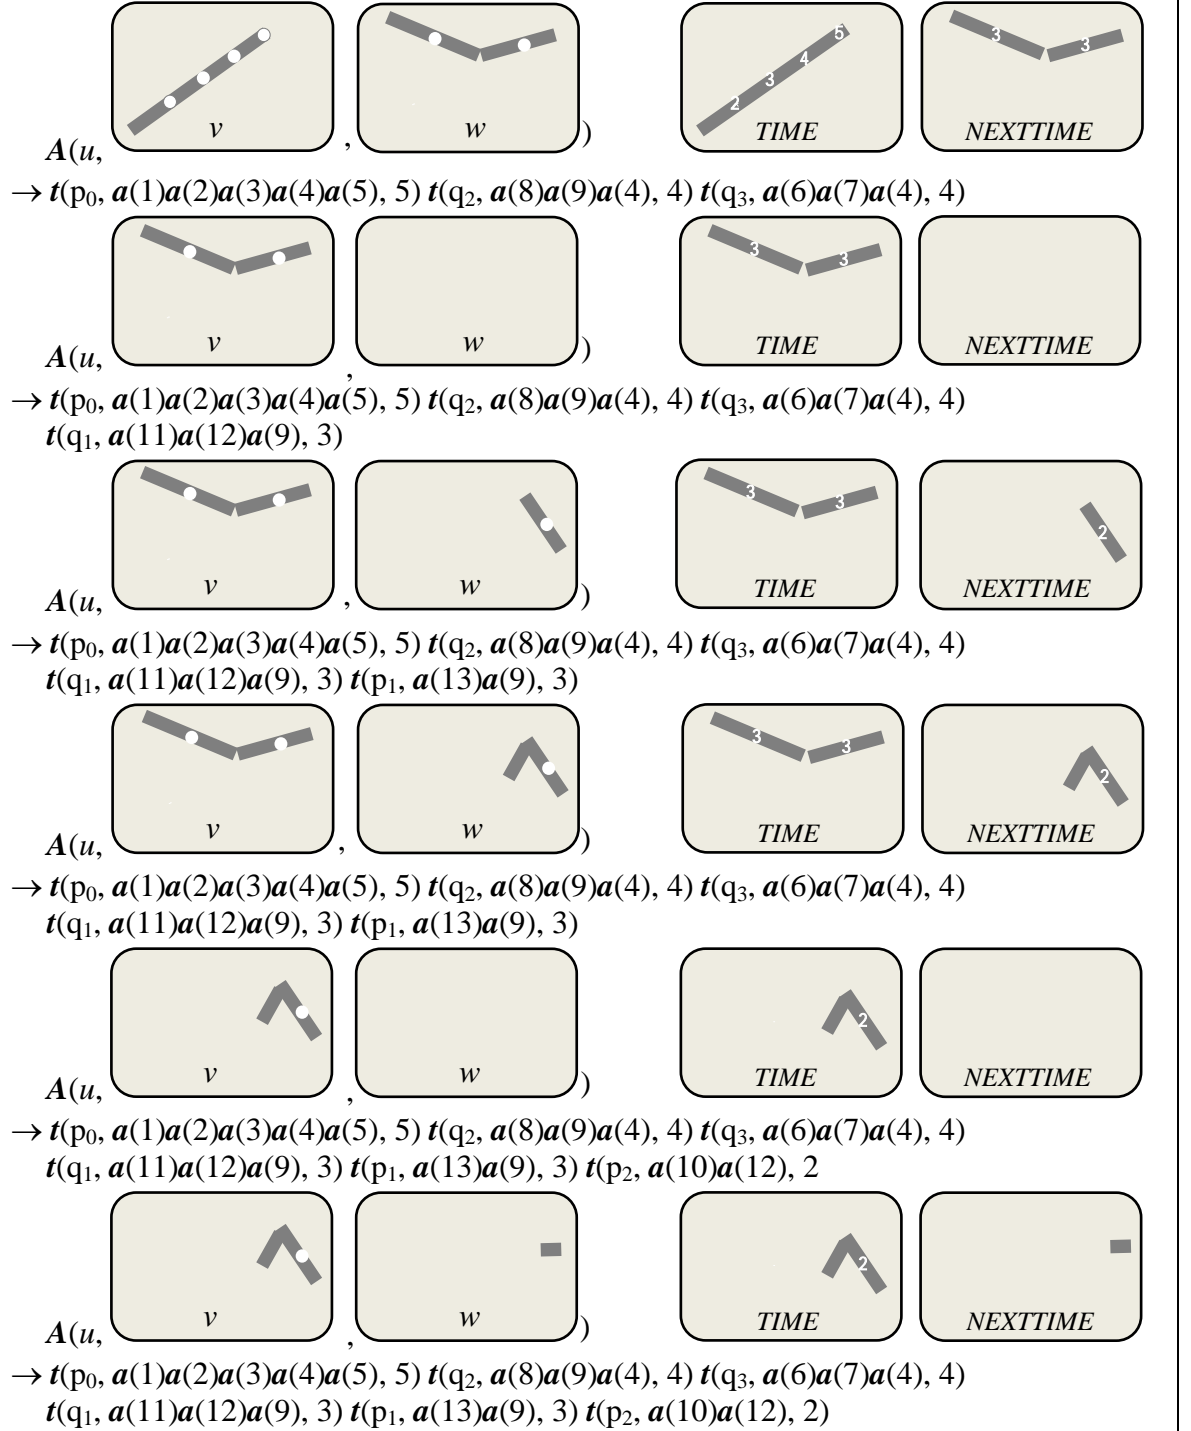 2 3 4 5 3 3
v w TIME NEXTTIME
A(u, , )
→ t(p₀, a(1)a(2)a(3)a(4)a(5), 5) t(q₂, a(8)a(9)a(4), 4) t(q₃, a(6)a(7)a(4), 4)
3 3
v w TIME NEXTTIME
A(u, , )
→ t(p₀, a(1)a(2)a(3)a(4)a(5), 5) t(q₂, a(8)a(9)a(4), 4) t(q₃, a(6)a(7)a(4), 4)
t(q₁, a(11)a(12)a(9), 3)
3 3 2
v w TIME NEXTTIME
A(u, , )
→ t(p₀, a(1)a(2)a(3)a(4)a(5), 5) t(q₂, a(8)a(9)a(4), 4) t(q₃, a(6)a(7)a(4), 4)
t(q₁, a(11)a(12)a(9), 3) t(p₁, a(13)a(9), 3)
3 3 2
v w TIME NEXTTIME
A(u, , )
→ t(p₀, a(1)a(2)a(3)a(4)a(5), 5) t(q₂, a(8)a(9)a(4), 4) t(q₃, a(6)a(7)a(4), 4)
t(q₁, a(11)a(12)a(9), 3) t(p₁, a(13)a(9), 3)
2
v w TIME NEXTTIME
A(u, , )
→ t(p₀, a(1)a(2)a(3)a(4)a(5), 5) t(q₂, a(8)a(9)a(4), 4) t(q₃, a(6)a(7)a(4), 4)
t(q₁, a(11)a(12)a(9), 3) t(p₁, a(13)a(9), 3) t(p₂, a(10)a(12), 2
2
v w TIME NEXTTIME
A(u, , )
→ t(p₀, a(1)a(2)a(3)a(4)a(5), 5) t(q₂, a(8)a(9)a(4), 4) t(q₃, a(6)a(7)a(4), 4)
t(q₁, a(11)a(12)a(9), 3) t(p₁, a(13)a(9), 3) t(p₂, a(10)a(12), 2)